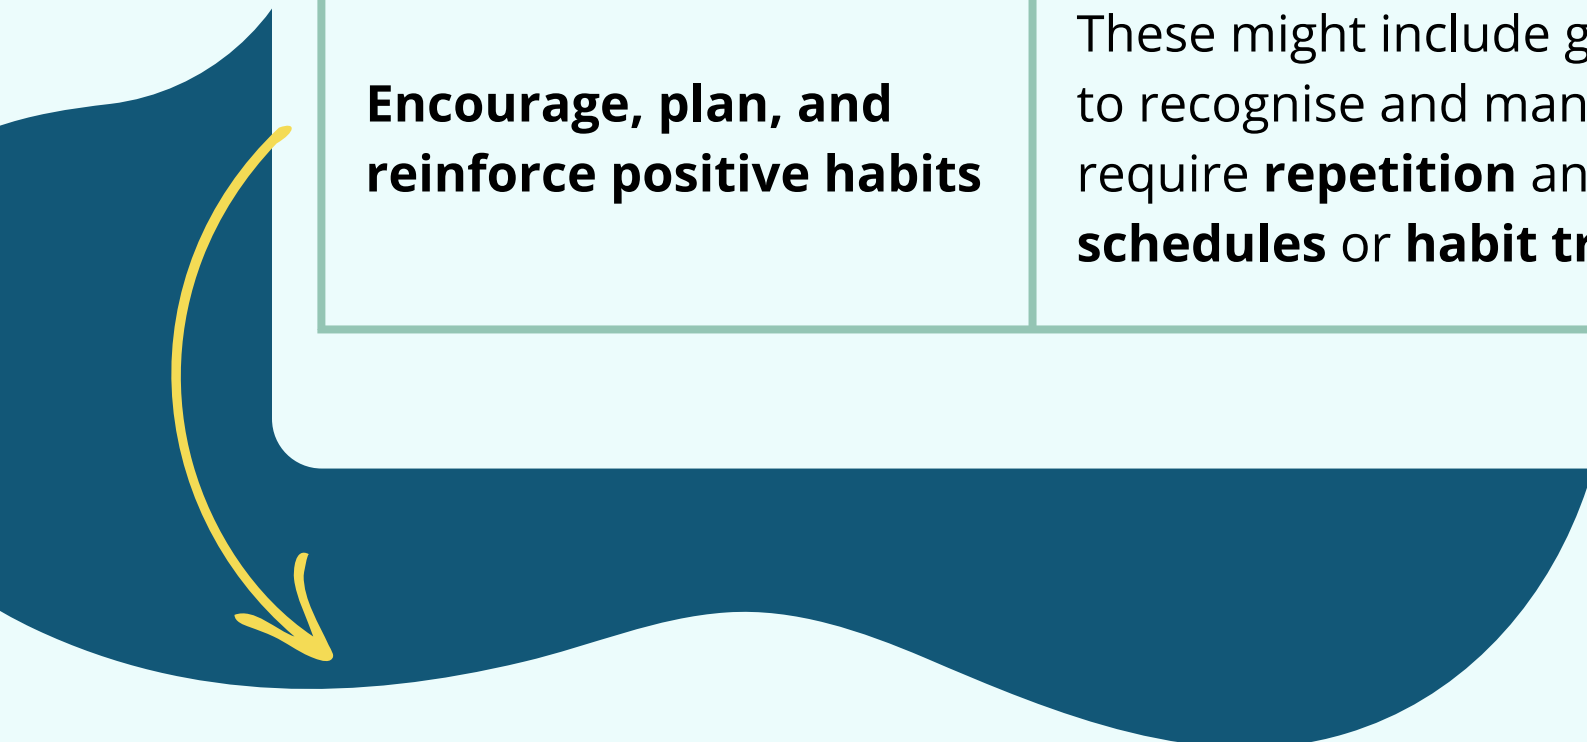 Encourage, plan, and
reinforce positive habits
These might include
to recognise and
require repetition
schedules or habit